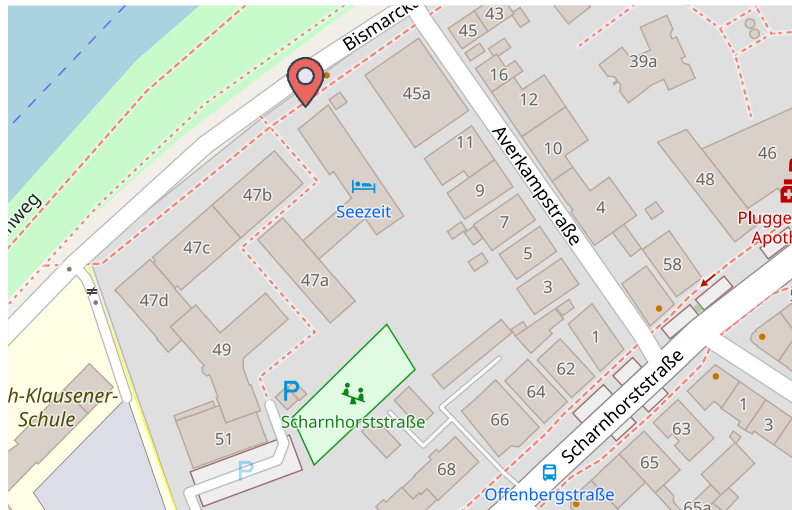 Bismarcka
43
45
39a
16
45a
12
11
10
46
Averkampstraße
47b
Seezeit
9
48
4
Plugge
Apoth
nweg
7
47c
5
58
47a
3
47d
1
49
62
64
P
h-Klausener-
Schule
Scharnhorststraße
Scharnhorststraße
66
1
3
63
51
P
68
65
Offenbergstraße
65a